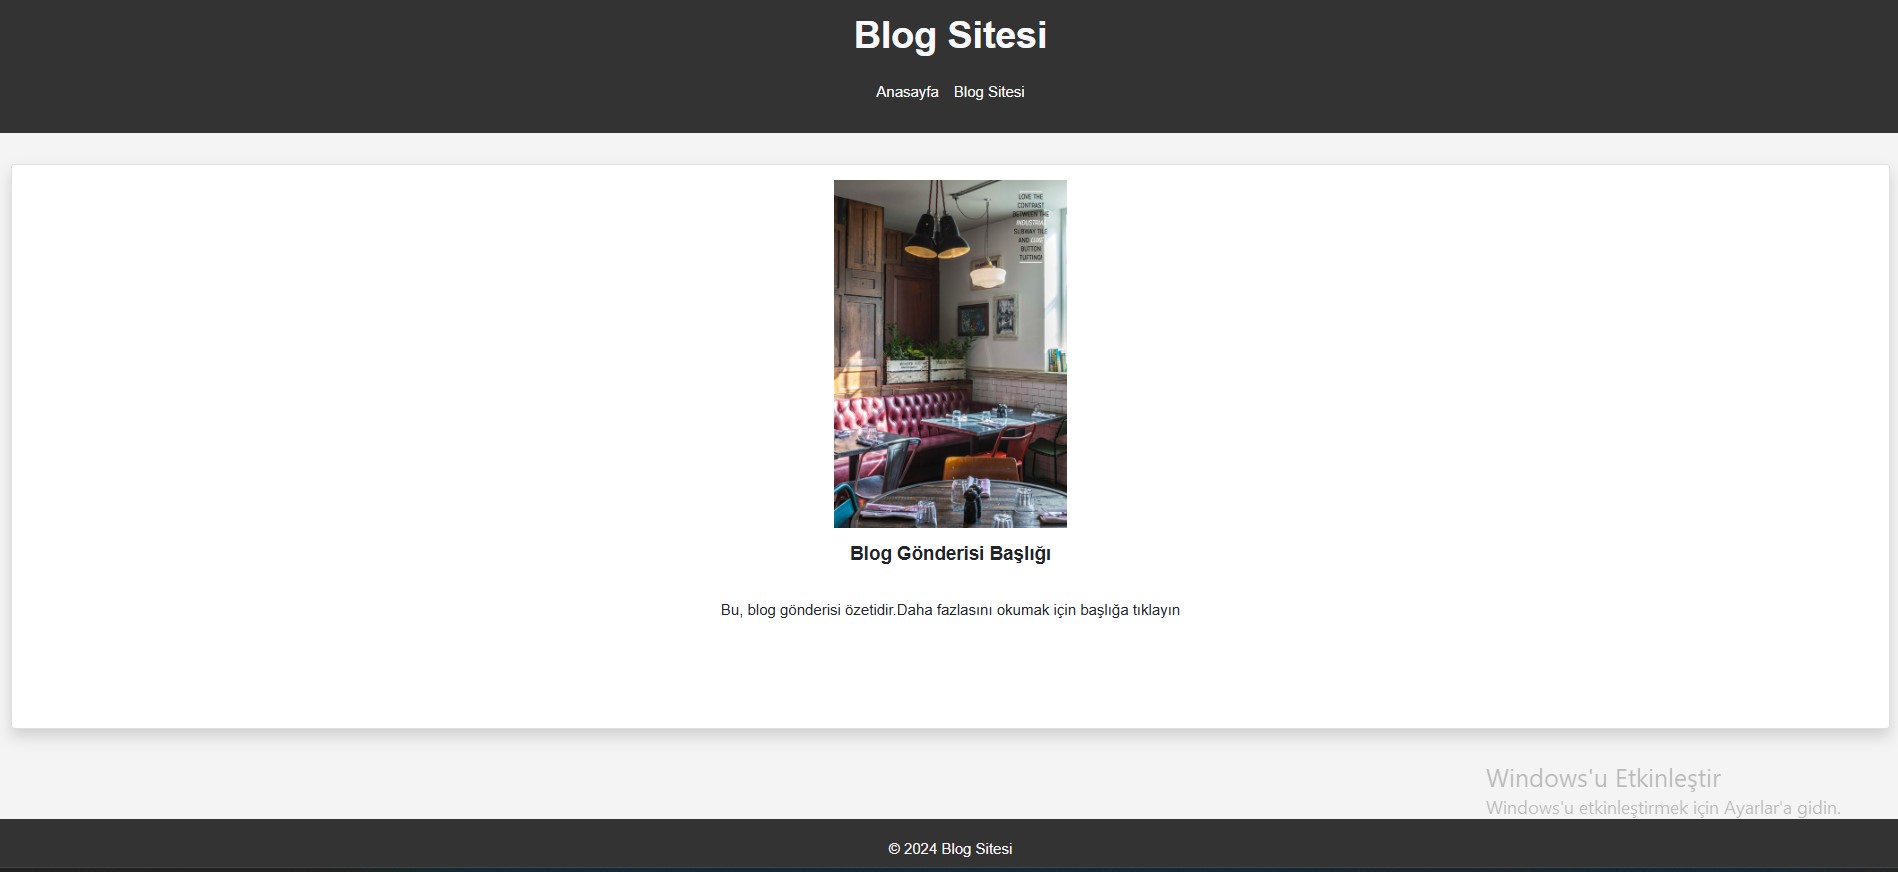 Blog Sitesi
Anasayfa Blog Sitesi
LOVE THE
CONTRAST
BETWEEN THE
INDUSTRIAL
SUBWAY TILE
AND LUXE
BUTTON
TUFTING!
Blog Gönderisi Başlığı
Bu, blog gönderisi özetidir.Daha fazlasını okumak için başlığa tıklayın
Windows'u Etkinleştir
Windows'u etkinleştirmek için Ayarlar'a gidin.
© 2024 Blog Sitesi